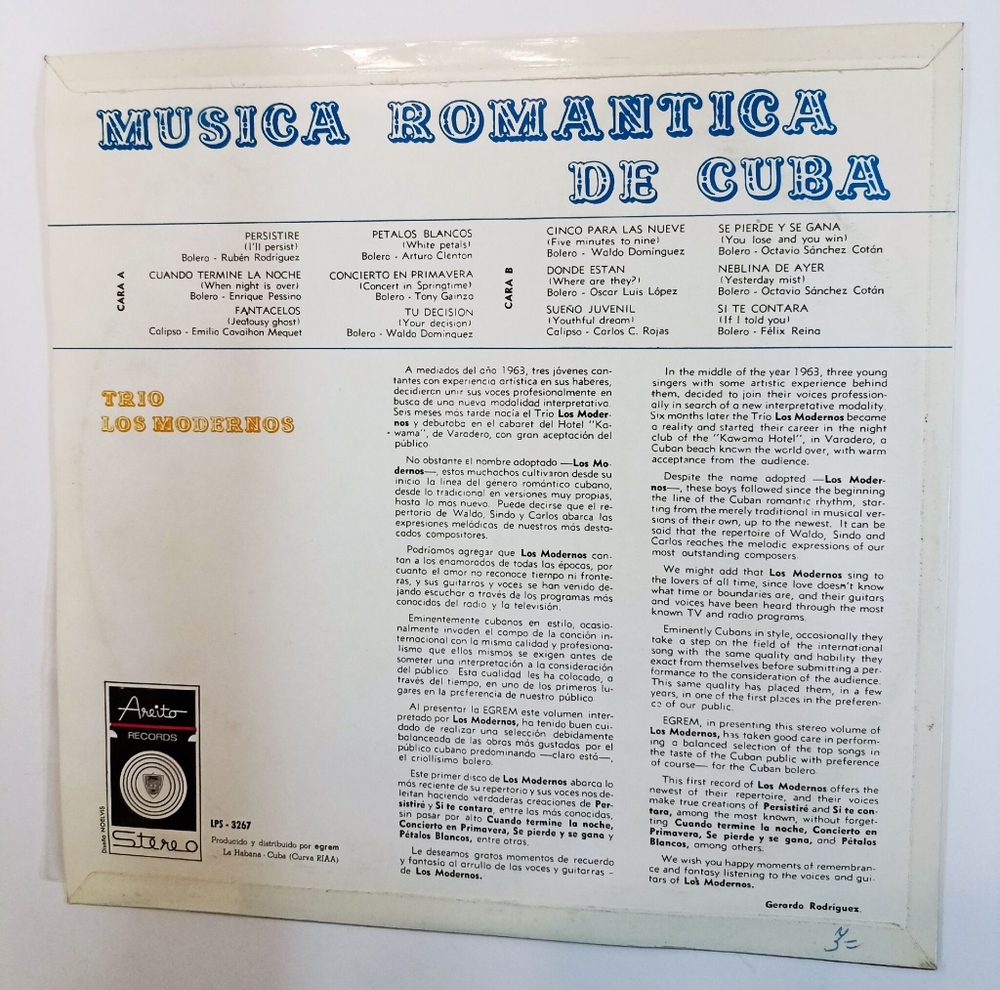 MUSICA ROMANTICA
DE CUBA
CARA A
PERSISTIRE
(I'll persist)
Bolero - Rubén Rodríguez
CUANDO TERMINE LA NOCHE
(When night is over)
Bolero - Enrique Pessino
FANTACELOS
(Jealousy ghost)
Calipso - Emilio Cavailhon Mequet
PETALOS BLANCOS
(White petals)
Bolero - Arturo Clenton
CONCIERTO EN PRIMAVERA
(Concert in Springtime)
Bolero - Tony Gainza
TU DECISION
(Your decision)
Bolero - Waldo Domínguez
CARA B
CINCO PARA LAS NUEVE
(Five minutes to nine)
Bolero - Waldo Domínguez
DONDE ESTAN
(Where are they?)
Bolero - Oscar Luis López
SUEÑO JUVENIL
(Youthful dream)
Calipso - Carlos C. Rojas
SE PIERDE Y SE GANA
(You lose and you win)
Bolero - Octavio Sánchez Cotán
NEBLINA DE AYER
(Yesterday mist)
Bolero - Octavio Sánchez Cotán
SI TE CONTARA
(If I told you)
Bolero - Félix Reina
TRIO
LOS MODERNOS
A mediados del año 1963, tres jóvenes can-
tantes con experiencia artística en sus haberes,
decidieron unir sus voces profesionalmente en
busca de una nueva modalidad interpretativa.
Seis meses más tarde nacía el Trío Los Moder-
nos y debutaba en el cabaret del Hotel "Ka-
wama", de Varadero, con gran aceptación del
público
No obstante el nombre adoptado —Los Mo-
dernos—, estos muchachos cultivaron desde su
inicio la línea del género romántico cubano,
desde lo tradicional en versiones muy propias,
hasta lo más nuevo. Puede decirse que el re-
pertorio de Waldo, Sindo y Carlos abarca las
expresiones melódicas de nuestros más desta-
cados compositores.
Podríamos agregar que Los Modernos can-
tan a los enamorados de todas las épocas, por
cuanto el amor no reconoce tiempo ni fronte-
ras, y sus guitarras y voces se han venido de-
jando escuchar a través de los programas más
conocidos del radio y la televisión.
Eminentemente cubanos en estilo, ocasio-
nalmente invaden el campo de la canción in-
ternacional con la misma calidad y profesiona-
lismo que ellos mismos se exigen antes de
someter una interpretación a la consideración
del público Esta cualidad les ha colocado, a
través del tiempo, en uno de los primeros lu-
gares en la preferencia de nuestro público
Al presentar la EGREM este volumen inter-
pretado por Los Modernos, ha tenido buen cui-
dado de realizar una selección debidamente
balanceada de las obras más gustadas por el
público cubano predominando —claro está—,
el criollísimo bolero.
Este primer disco de Los Modernos abarca lo
más reciente de su repertorio y sus voces nos de-
leitan haciendo verdaderas creaciones de Per-
sistiré y Si te contara, entre las más conocidas,
sin pasar por alto Cuando termine la noche,
Concierto en Primavera, Se pierde y se gana y
Pétalos Blancos, entre otras.
Le deseamos gratos momentos de recuerdo
y fantasía al arrullo de las voces y guitarras -
de Los Modernos.
In the middle of the year 1963, three young
singers with some artistic experience behind
them, decided to join their voices profession-
ally in search of a new interpretative modality.
Six months later the Trio Los Modernos became
a reality and started their career in the night
club of the "Kawama Hotel", in Varadero, a
Cuban beach known the world over, with warm
acceptance from the audience.
Despite the name adopted —Los Moder-
nos—, these boys followed since the beginning
the line of the Cuban romantic rhythm, star-
ting from the merely traditional in musical ver-
sions of their own, up to the newest. It can be
said that the repertoire of Waldo, Sindo and
Carlos reaches the melodic expressions of our
most outstanding composers
We might add that Los Modernos sing to
the lovers of all time, since love doesn't know
what time or boundaries are, and their guitars
and voices have been heard through the most
known TV and radio programs
Eminently Cubans in style, occasionally they
take a step on the field of the international
song with the same quality and hability they
exact from themselves before submitting a per-
formance to the consideration of the audience.
This same quality has placed them, in a few
years, in one of the first places in the preferen-
ce of our public.
EGREM, in presenting this stereo volume of
Los Modernos, has taken good care in perform-
ing a balanced selection of the top songs in
the taste of the Cuban public with preference
of course— for the Cuban bolero
This first record of Los Modernos offers the
newest of their repertoire, and their voices
make true creations of Persistiré and Si te con-
tara, among the most known, without forget-
ting Cuando termine la noche, Concierto en
Primavera, Se pierde y se gana, and Pétalos
Blancos, among others.
We wish you happy moments of remembran-
ce and fantasy listening to the voices and gui-
tars of Los Modernos.
Gerardo Rodríguez
Areito
RECORDS
Stereo
Diseño NOELVIS
LPS - 3267
Producido y distribuido por egrem
La Habana - Cuba (Curva RIAA)
3=